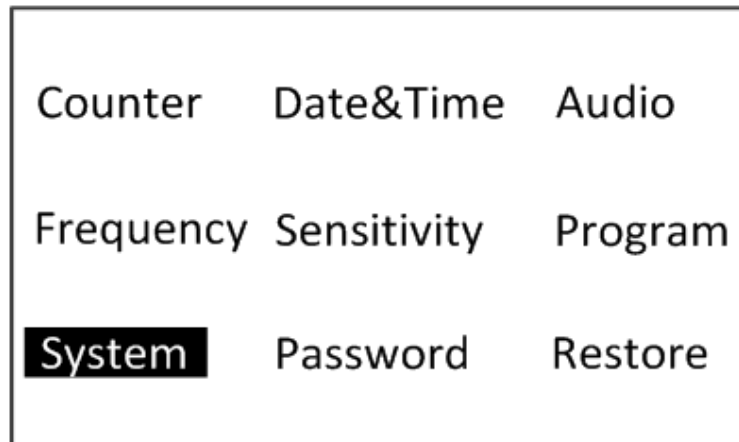 Counter Date&Time Audio
Frequency Sensitivity Program
System Password Restore